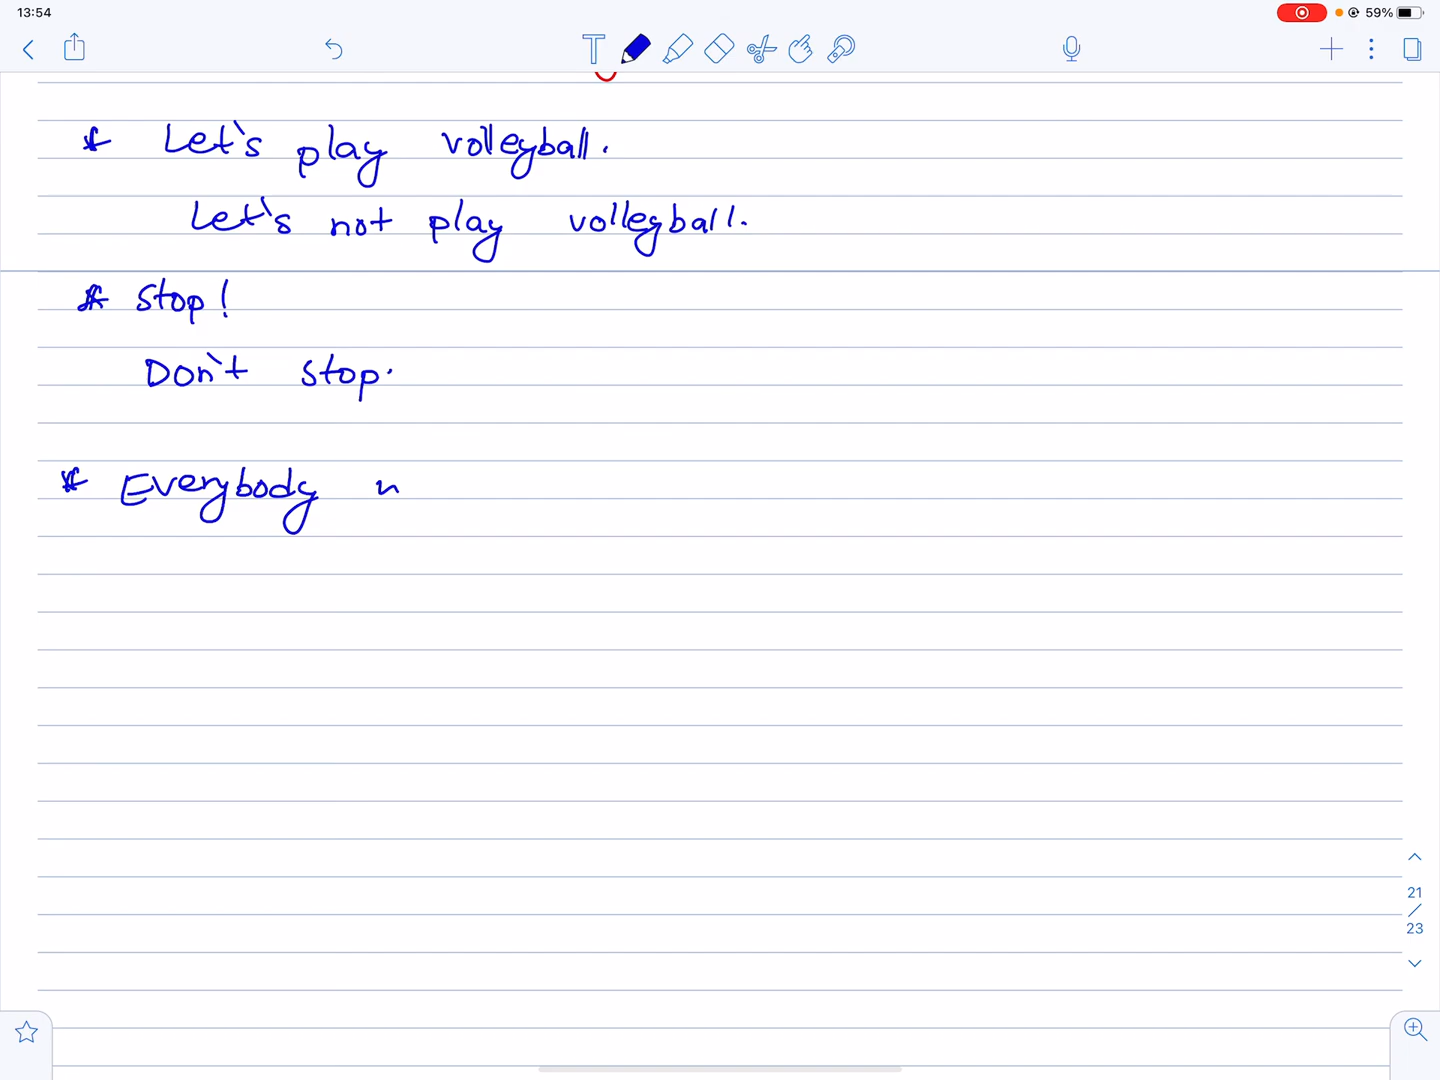 13:54
59%
T
* Let's play volleyball.
Let's not play volleyball.
* Stop!
Don't stop.
* Everybody
21
/
23